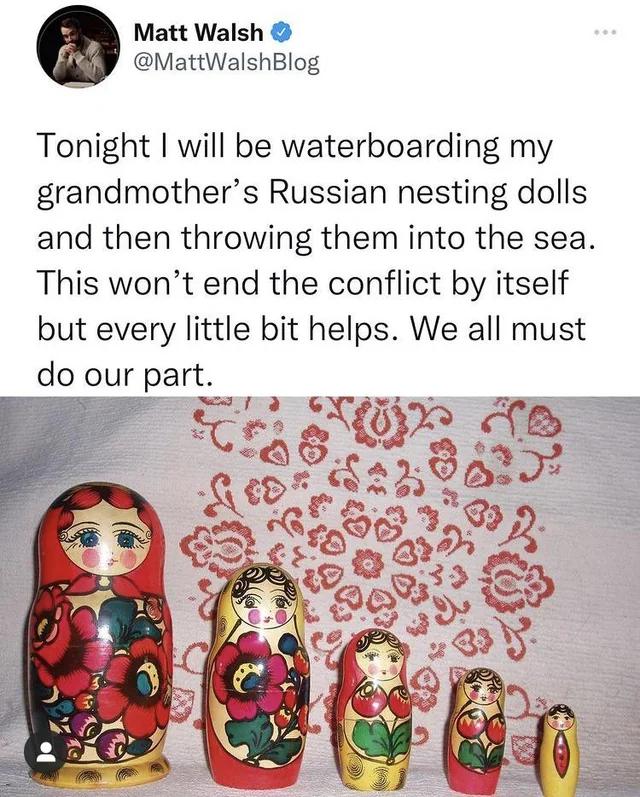 Matt Walsh
@MattWalshBlog
Tonight I will be waterboarding my
grandmother’s Russian nesting dolls
and then throwing them into the sea.
This won’t end the conflict by itself
but every little bit helps. We all must
do our part.